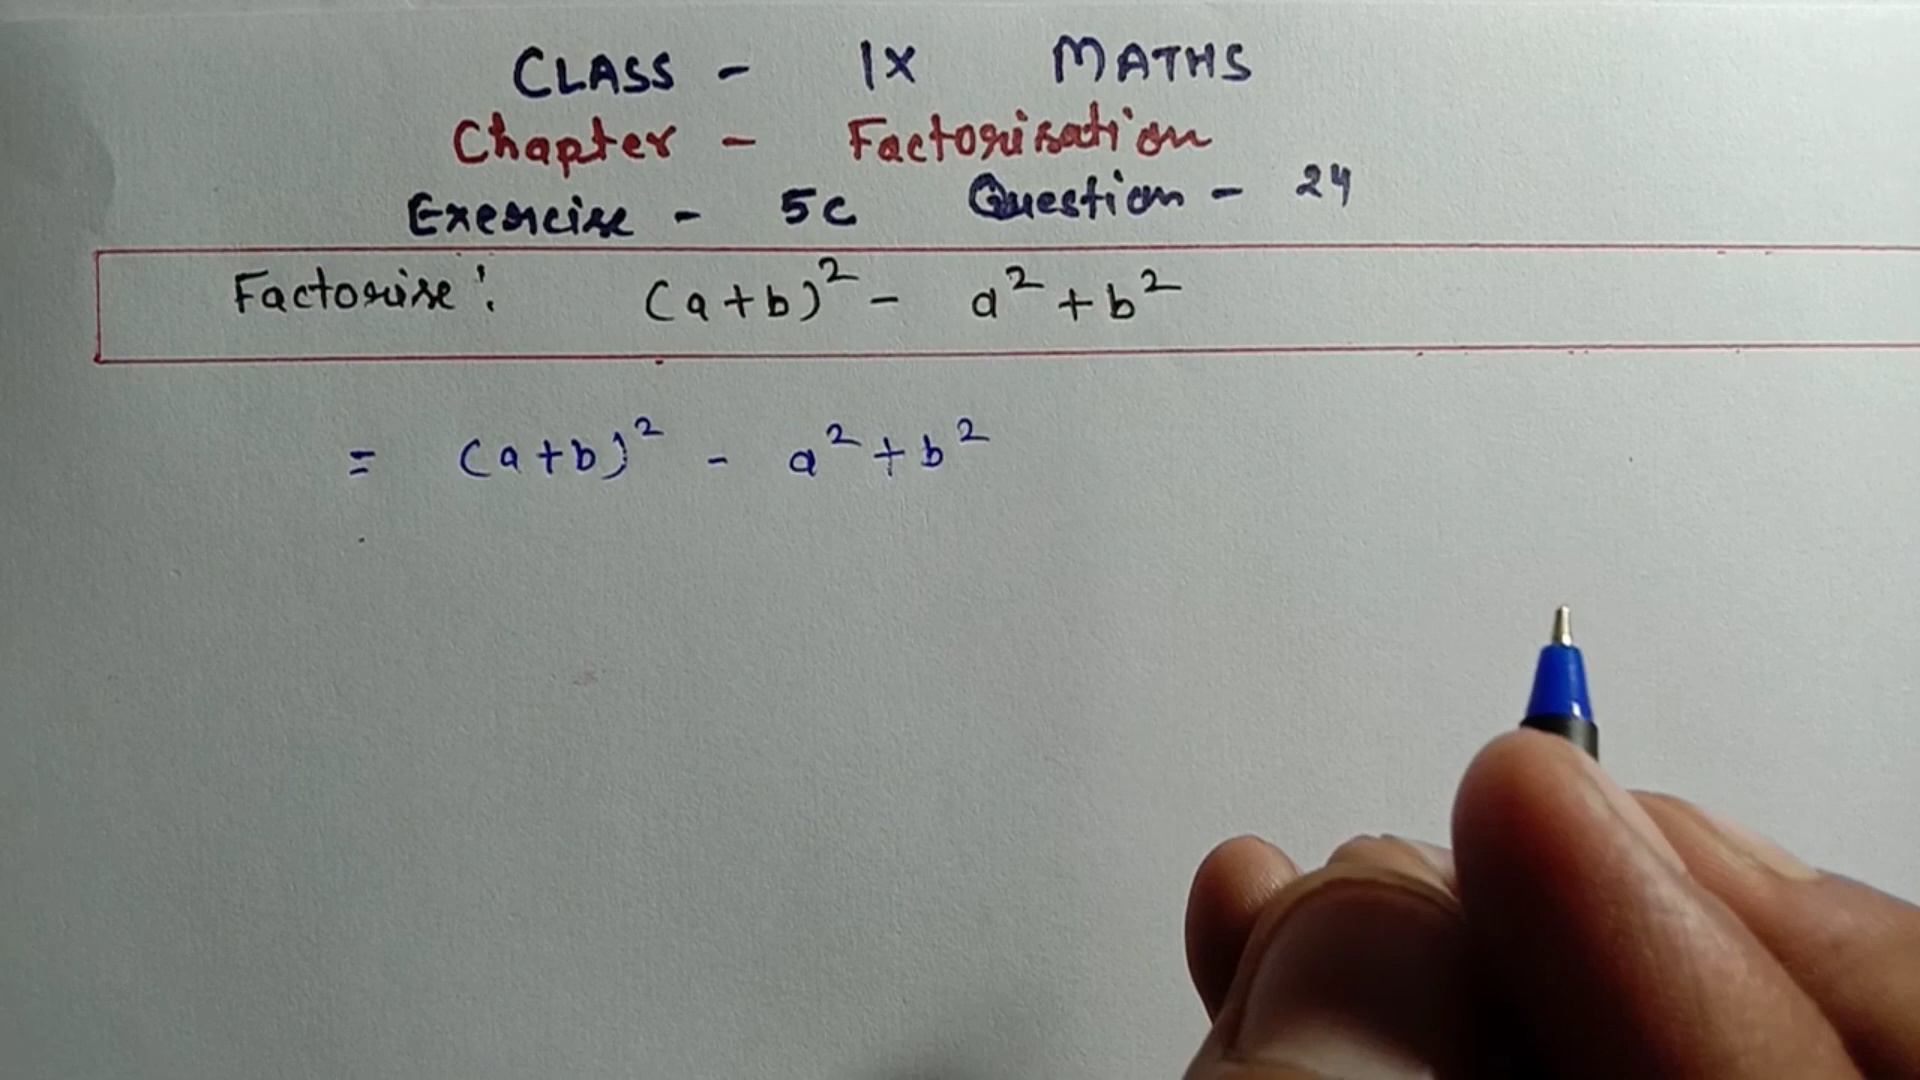 CLASS - IX MATHS
Chapter - Factorisation
Exercise - 5c Question - 24
Factorise: (a+b)² - a² + b²
= (a+b)² - a² + b²